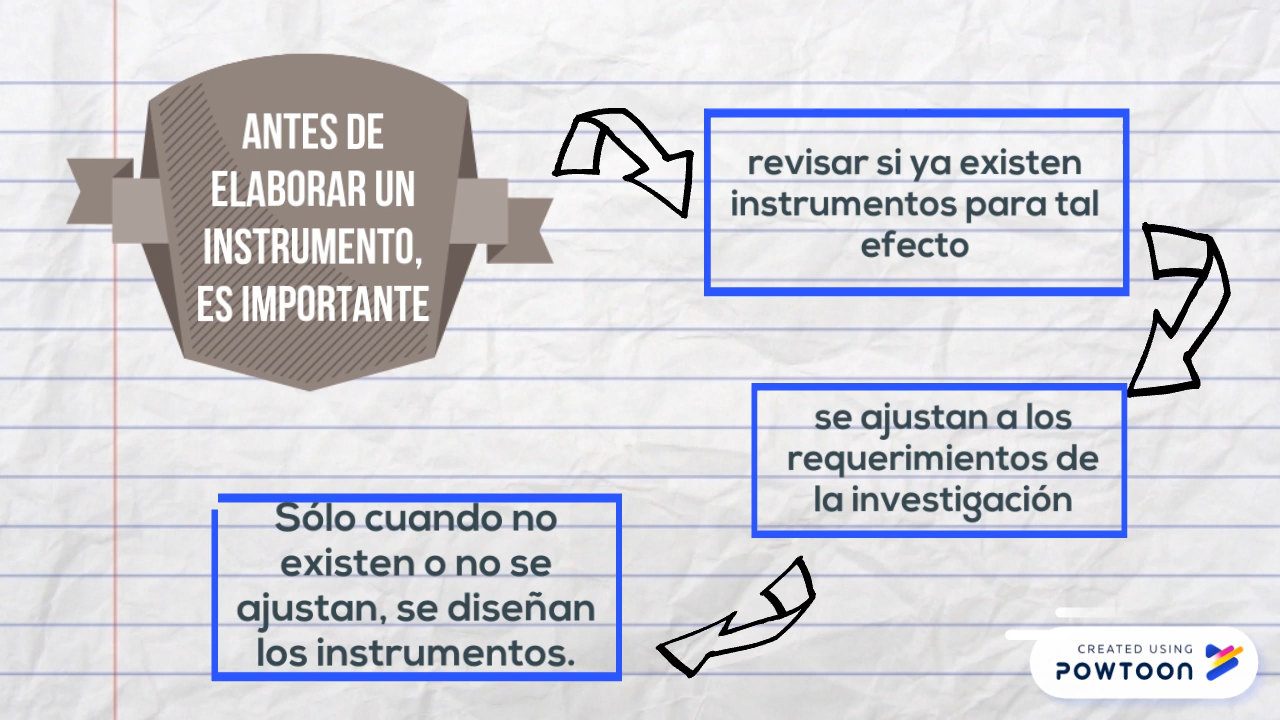 ANTES DE
ELABORAR UN
INSTRUMENTO,
ES IMPORTANTE
revisar si ya existen
instrumentos para tal
efecto
se ajustan a los
requerimientos de
la investigación
Sólo cuando no
existen o no se
ajustan, se diseñan
los instrumentos.
CREATED USING
POWTOON